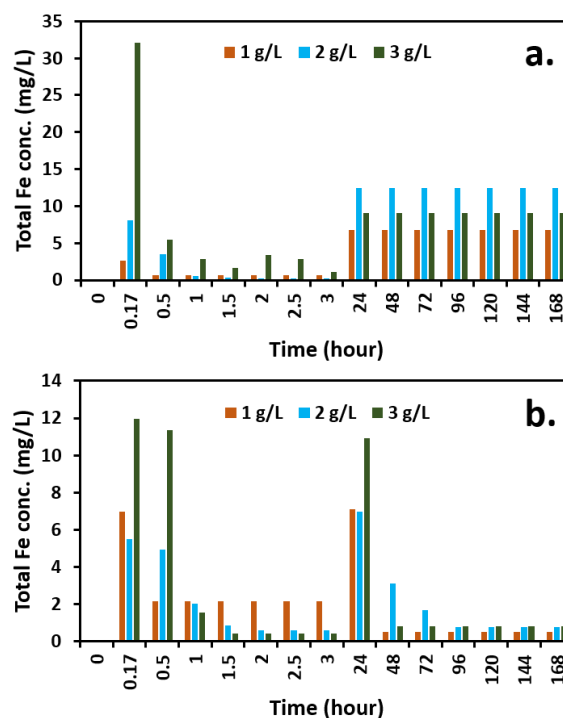 35
30
25
20
15
10
5
0
Total Fe conc. (mg/L)
1 g/L 2 g/L 3 g/L
a.
0 0.17 0.5 1 1.5 2 2.5 3 24 48 72 96 120 144 168
Time (hour)
14
12
10
8
6
4
2
0
Total Fe conc. (mg/L)
1 g/L 2 g/L 3 g/L
b.
0 0.17 0.5 1 1.5 2 2.5 3 24 48 72 96 120 144 168
Time (hour)